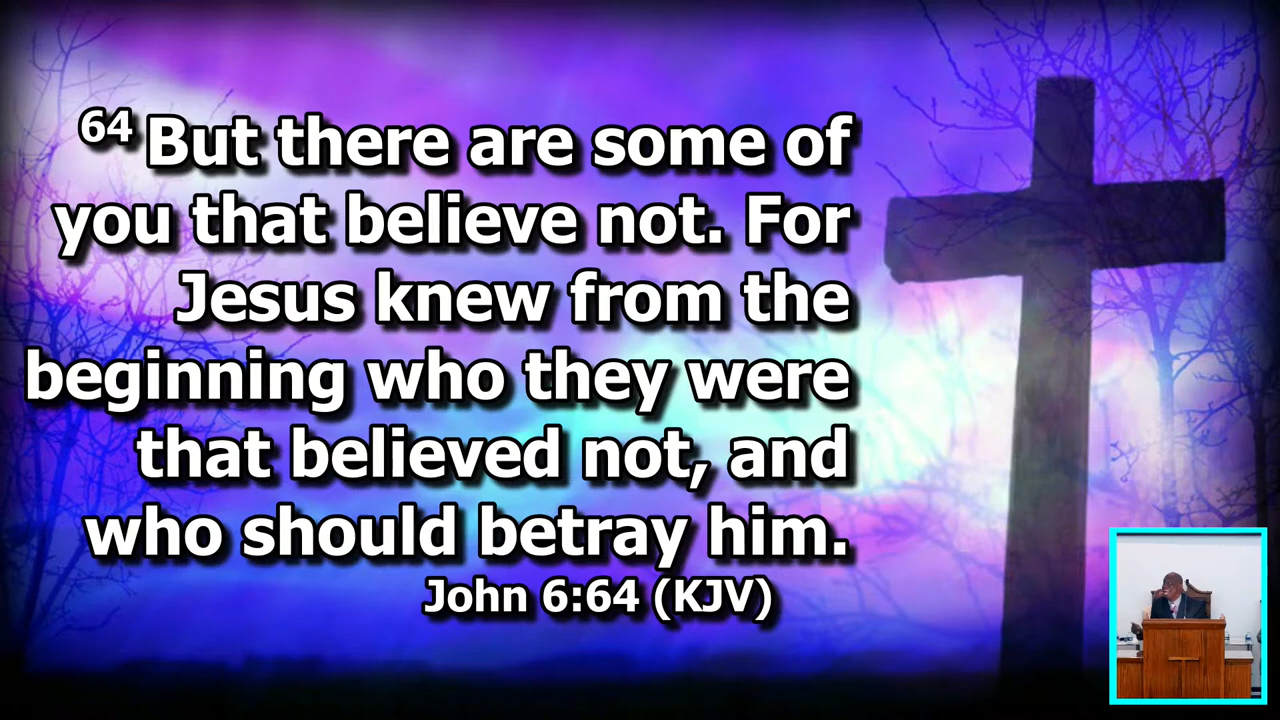 64 But there are some of
you that believe not. For
Jesus knew from the
beginning who they were
that believed not, and
who should betray him.
John 6:64 (KJV)